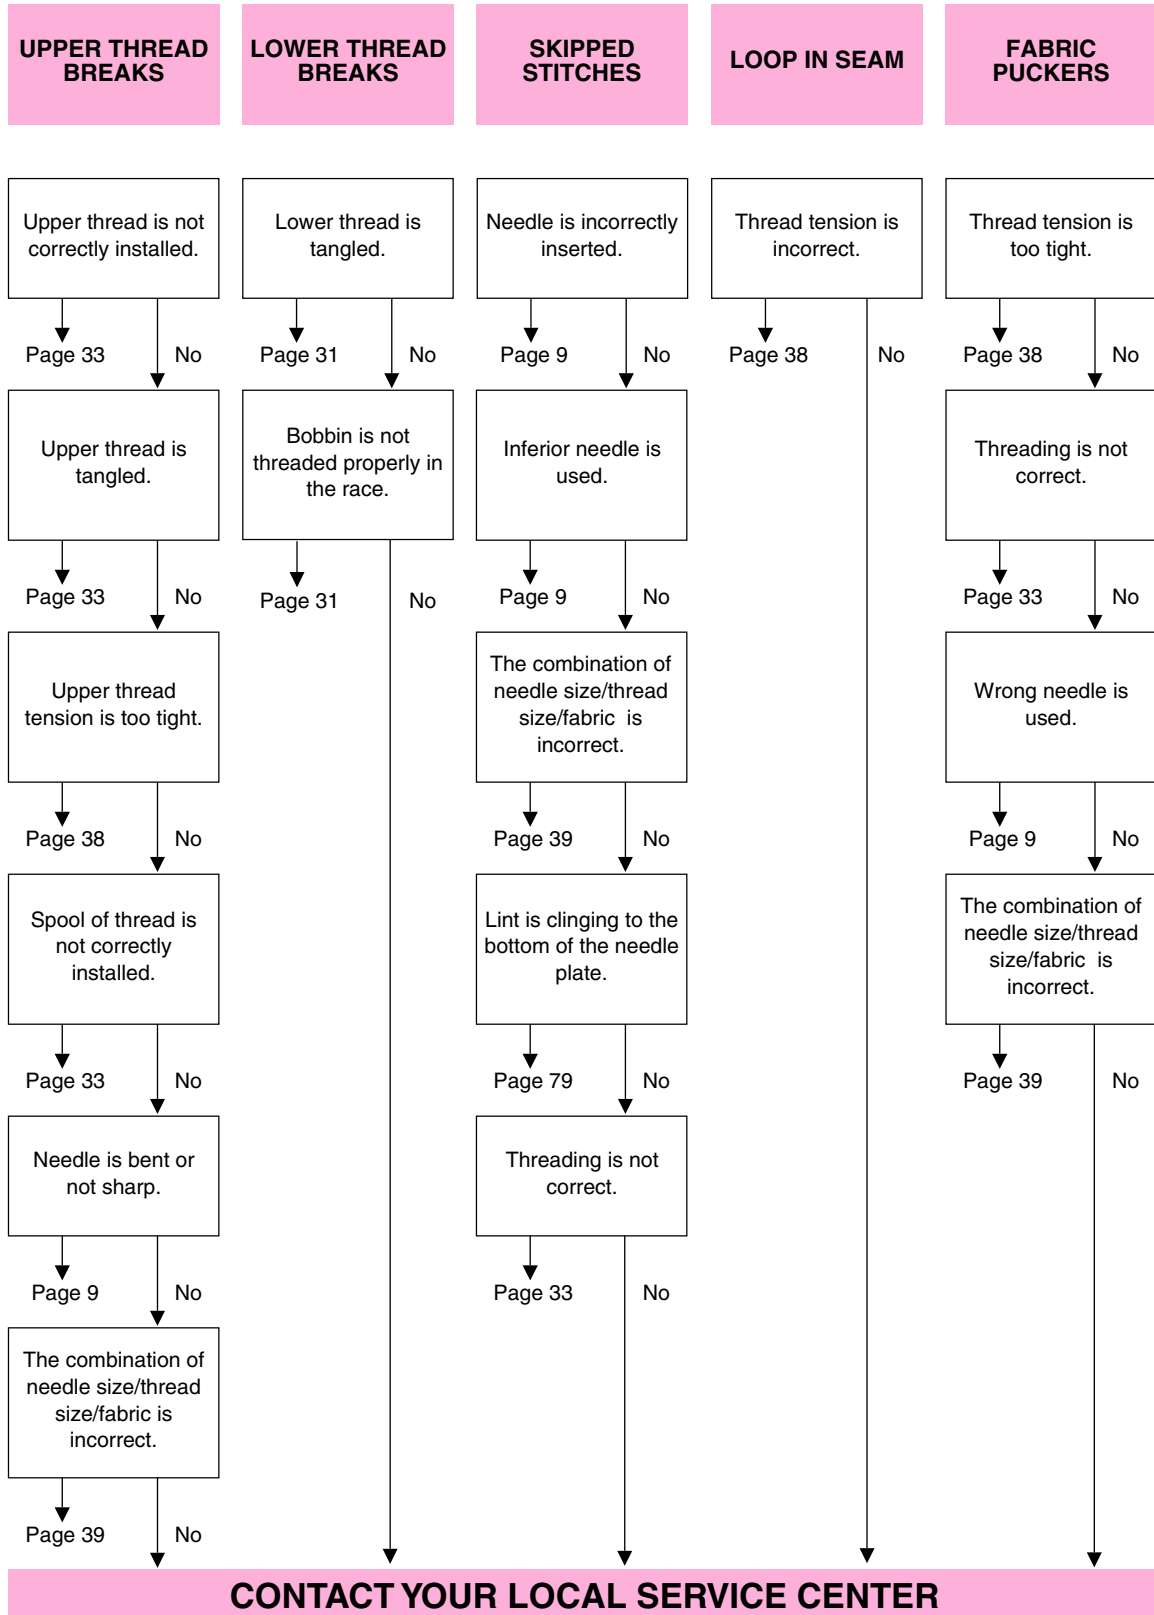 UPPER THREAD
BREAKS
Upper thread is not
correctly installed.
Page 33
No
Upper thread is
tangled.
Page 33
No
Upper thread
tension is too tight.
Page 38
No
Spool of thread is
not correctly
installed.
Page 33
No
Needle is bent or
not sharp.
Page 9
No
The combination of
needle size/thread
size/fabric is
incorrect.
Page 39
No
LOWER THREAD
BREAKS
Lower thread is
tangled.
Page 31
No
Bobbin is not
threaded properly in
the race.
Page 31
No
SKIPPED
STITCHES
Needle is incorrectly
inserted.
Page 9
No
Inferior needle is
used.
Page 9
No
The combination of
needle size/thread
size/fabric is
incorrect.
Page 39
No
Lint is clinging to the
bottom of the needle
plate.
Page 79
No
Threading is not
correct.
Page 33
No
LOOP IN SEAM
Thread tension is
incorrect.
Page 38
No
FABRIC
PUCKERS
Thread tension is
too tight.
Page 38
No
Threading is not
correct.
Page 33
No
Wrong needle is
used.
Page 9
No
The combination of
needle size/thread
size/fabric is
incorrect.
Page 39
No
CONTACT YOUR LOCAL SERVICE CENTER